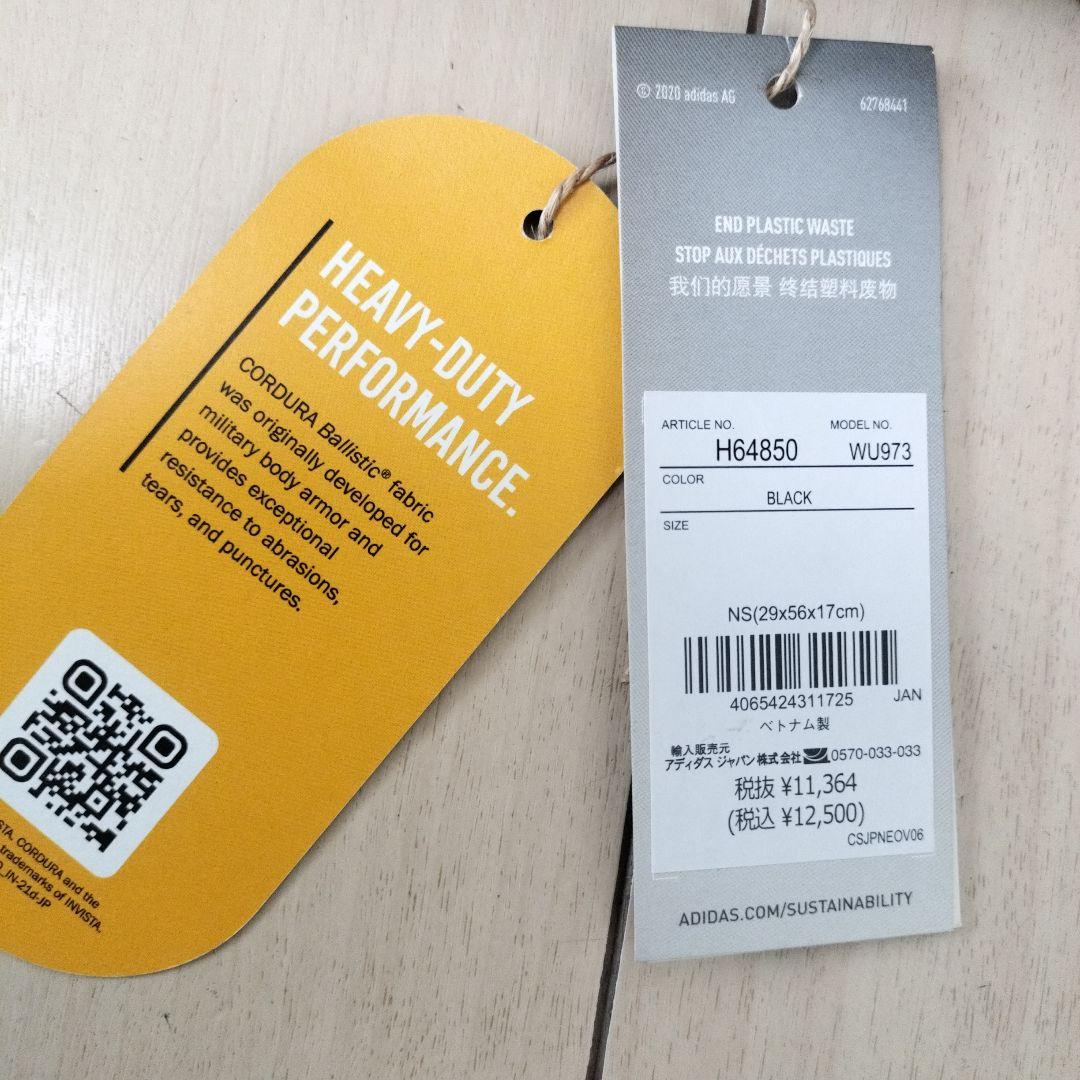 HEAVY-DUTY
PERFORMANCE.
CORDURA Ballistic® fabric
was originally developed for
military body armor and
provides exceptional
resistance to abrasions,
tears, and punctures.
CORDURA and the
trademarks of INVISTA.
_IN-21d-JP
© 2020 adidas AG
62768441
END PLASTIC WASTE
STOP AUX DÉCHETS PLASTIQUES
我们的愿景 终结塑料废物
ARTICLE NO. MODEL NO.
H64850 WU973
COLOR
BLACK
SIZE
NS(29x56x17cm)
4065424311725 JAN
ベトナム製
輸入販売元
アディダス ジャパン株式会社 0570-033-033
税抜 ¥11,364
(税込 ¥12,500)
CSJPNEOV06
ADIDAS.COM/SUSTAINABILITY